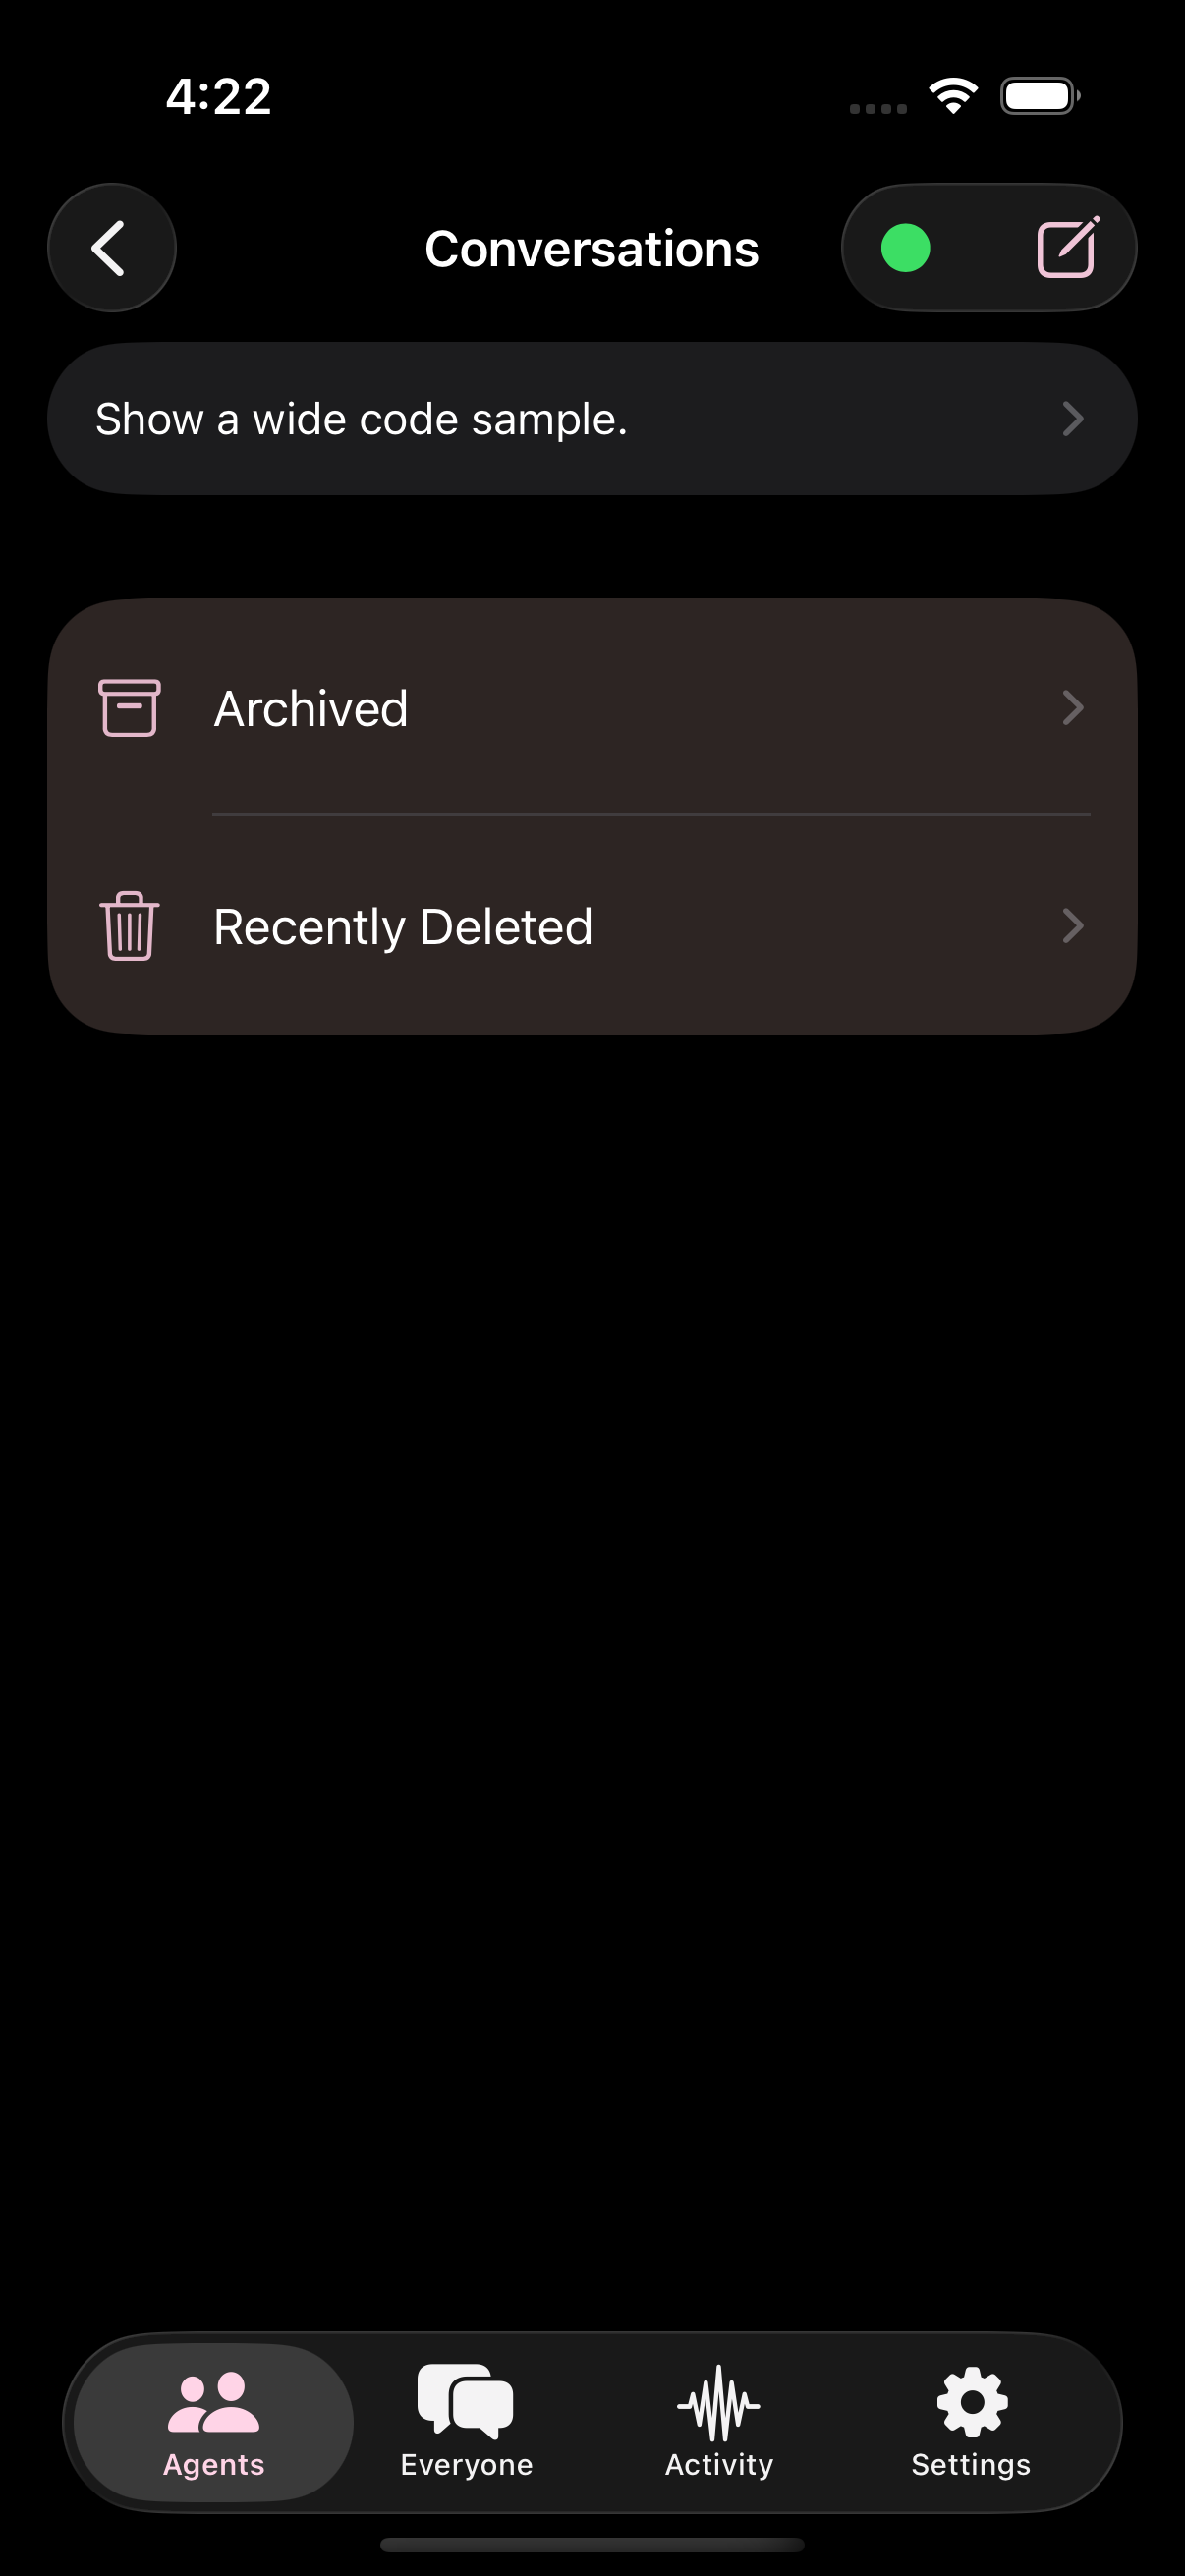 4:22
Conversations
Show a wide code sample.
Archived
Recently Deleted
Agents
Everyone
Activity
Settings